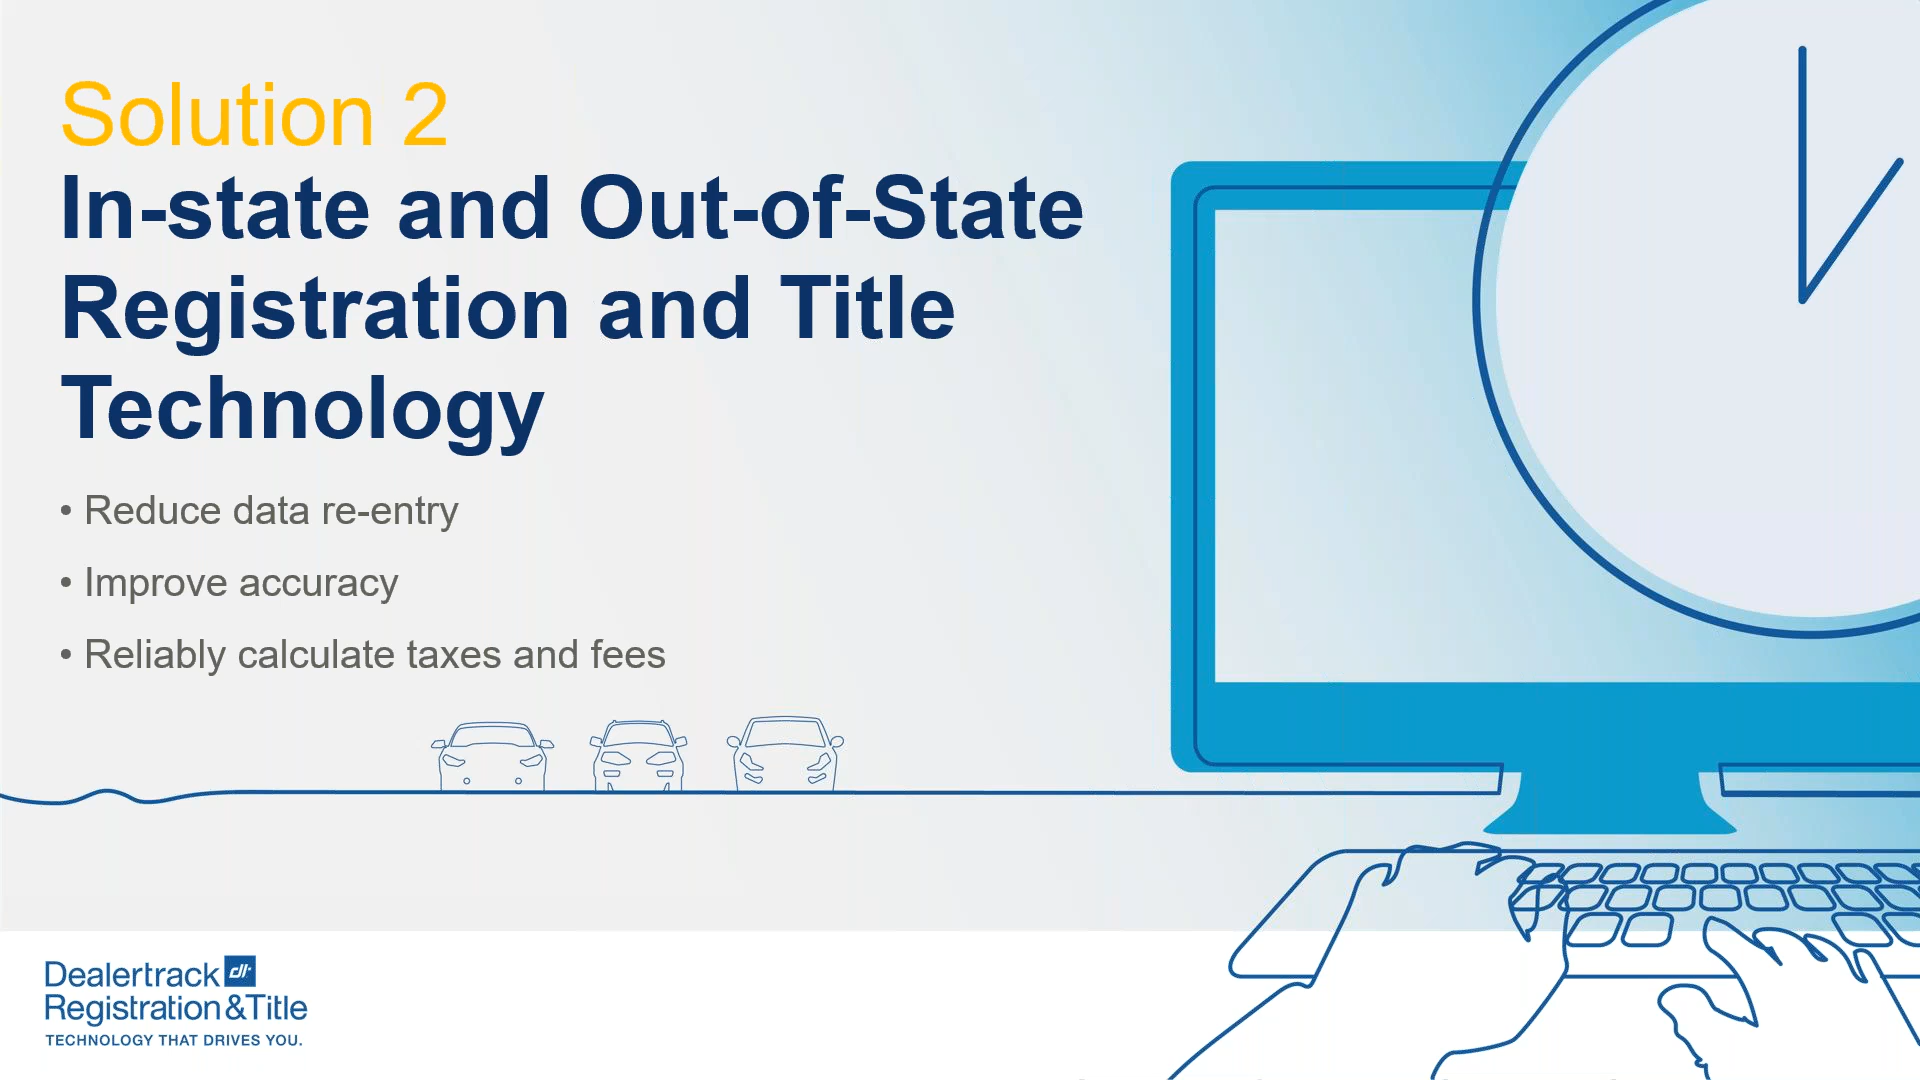 Solution 2
In-state and Out-of-State
Registration and Title
Technology
• Reduce data re-entry
• Improve accuracy
• Reliably calculate taxes and fees
Dealertrack dt
Registration&Title
TECHNOLOGY THAT DRIVES YOU.